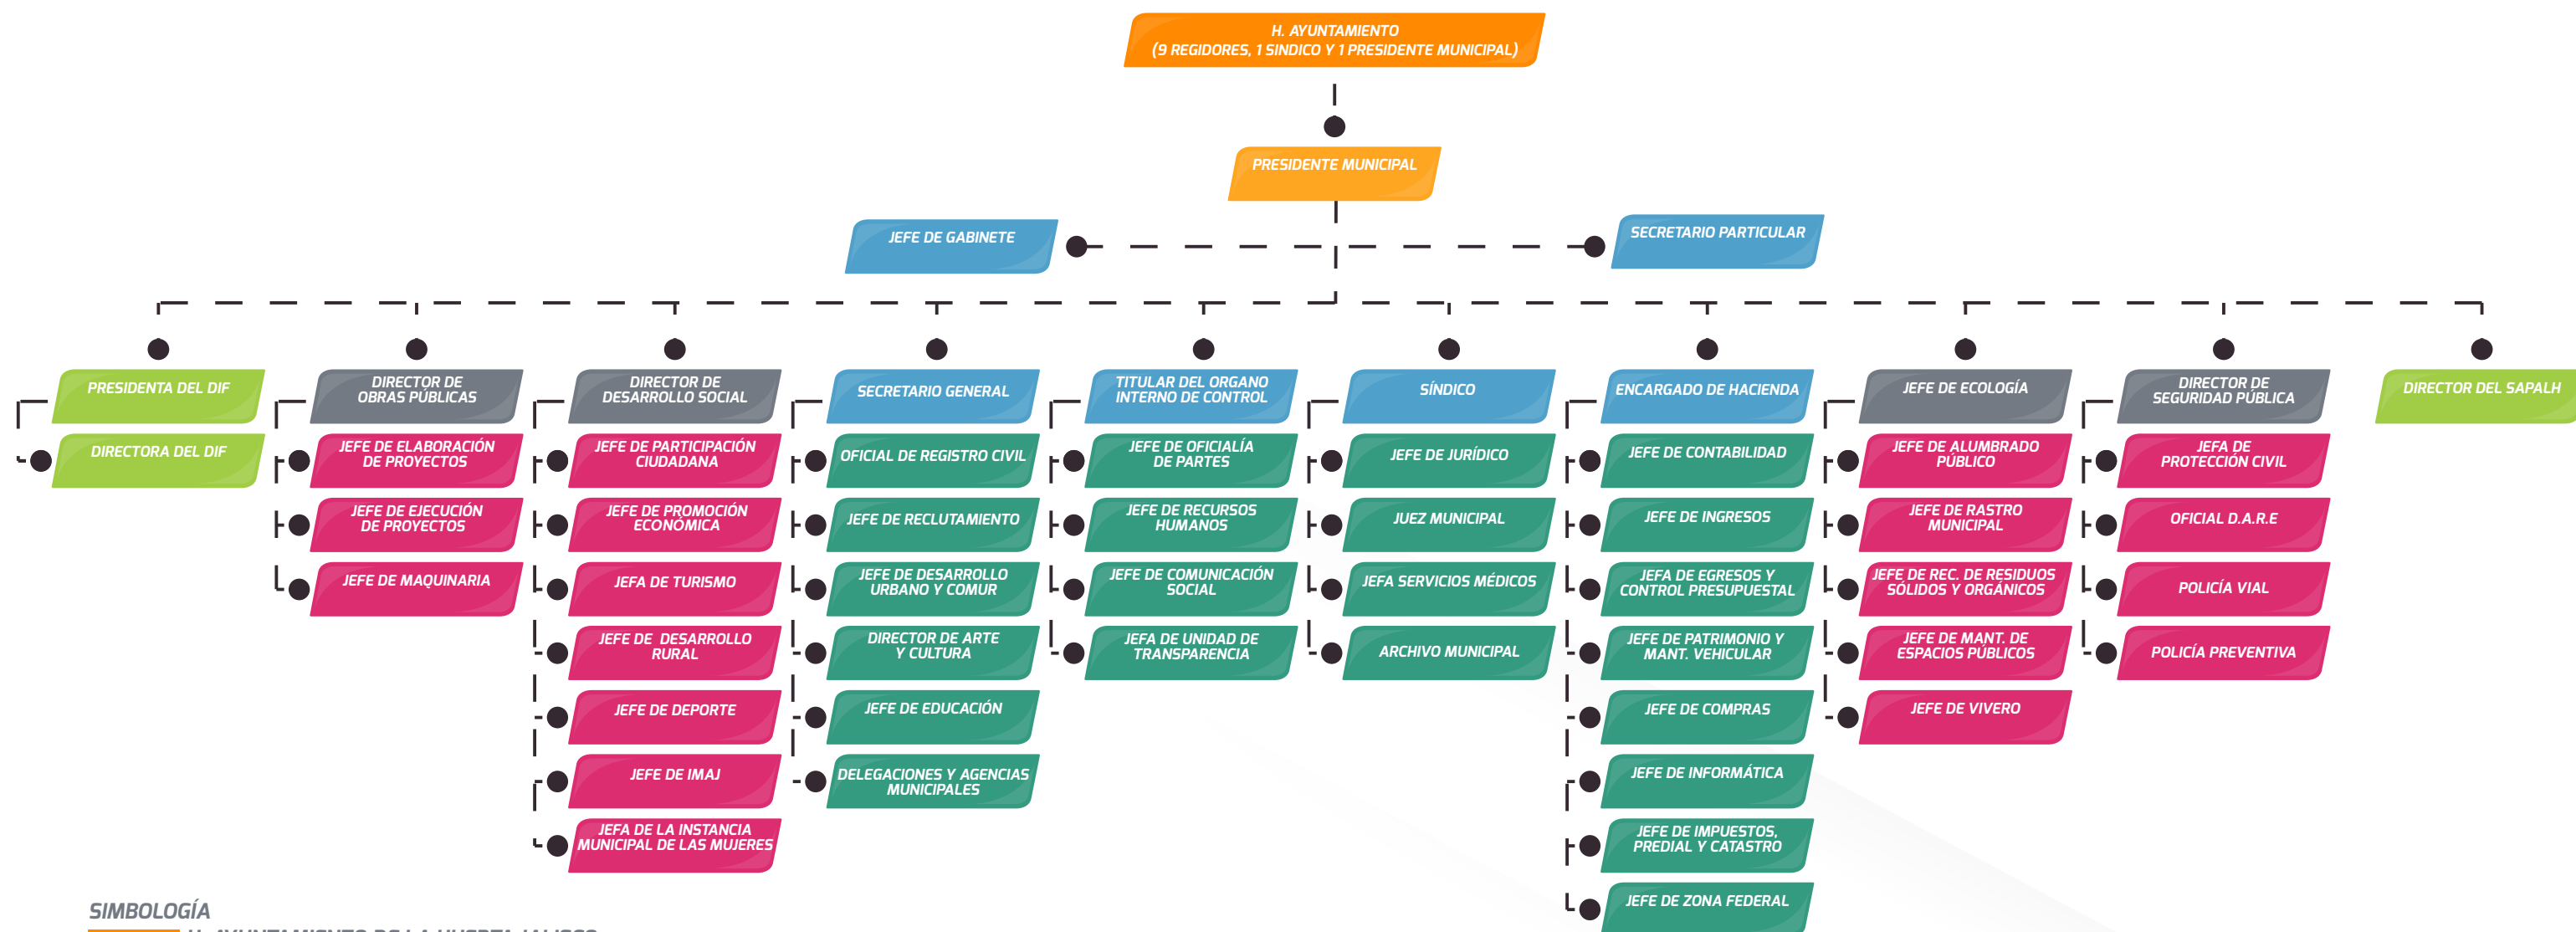 H. AYUNTAMIENTO
(9 REGIDORES, 1 SINDICO Y 1 PRESIDENTE MUNICIPAL)
PRESIDENTE MUNICIPAL
JEFE DE GABINETE
SECRETARIO PARTICULAR
PRESIDENTA DEL DIF
DIRECTORA DEL DIF
DIRECTOR DE
OBRAS PÚBLICAS
JEFE DE ELABORACIÓN
DE PROYECTOS
JEFE DE EJECUCIÓN
DE PROYECTOS
JEFE DE MAQUINARIA
DIRECTOR DE
DESARROLLO SOCIAL
JEFE DE PARTICIPACIÓN
CIUDADANA
JEFE DE PROMOCIÓN
ECONÓMICA
JEFA DE TURISMO
JEFE DE DESARROLLO
RURAL
JEFE DE DEPORTE
JEFE DE IMAJ
JEFA DE LA INSTANCIA
MUNICIPAL DE LAS MUJERES
SECRETARIO GENERAL
OFICIAL DE REGISTRO CIVIL
JEFE DE RECLUTAMIENTO
JEFE DE DESARROLLO
URBANO Y COMUR
DIRECTOR DE ARTE
Y CULTURA
JEFE DE EDUCACIÓN
DELEGACIONES Y AGENCIAS
MUNICIPALES
TITULAR DEL ORGANO
INTERNO DE CONTROL
JEFE DE OFICIALÍA
DE PARTES
JEFE DE RECURSOS
HUMANOS
JEFE DE COMUNICACIÓN
SOCIAL
JEFA DE UNIDAD DE
TRANSPARENCIA
SÍNDICO
JEFE DE JURÍDICO
JUEZ MUNICIPAL
JEFA SERVICIOS MÉDICOS
ARCHIVO MUNICIPAL
ENCARGADO DE HACIENDA
JEFE DE CONTABILIDAD
JEFE DE INGRESOS
JEFA DE EGRESOS Y
CONTROL PRESUPUESTAL
JEFE DE PATRIMONIO Y
MANT. VEHICULAR
JEFE DE COMPRAS
JEFE DE INFORMÁTICA
JEFE DE IMPUESTOS,
PREDIAL Y CATASTRO
JEFE DE ZONA FEDERAL
JEFE DE ECOLOGÍA
JEFE DE ALUMBRADO
PÚBLICO
JEFE DE RASTRO
MUNICIPAL
JEFE DE REC. DE RESIDUOS
SÓLIDOS Y ORGÁNICOS
JEFE DE MANT. DE
ESPACIOS PÚBLICOS
JEFE DE VIVERO
DIRECTOR DE
SEGURIDAD PÚBLICA
JEFA DE
PROTECCIÓN CIVIL
OFICIAL D.A.R.E
POLICÍA VIAL
POLICÍA PREVENTIVA
DIRECTOR DEL SAPALH
SIMBOLOGÍA
H. AYUNTAMIENTO DE LA HUERTA JALISCO